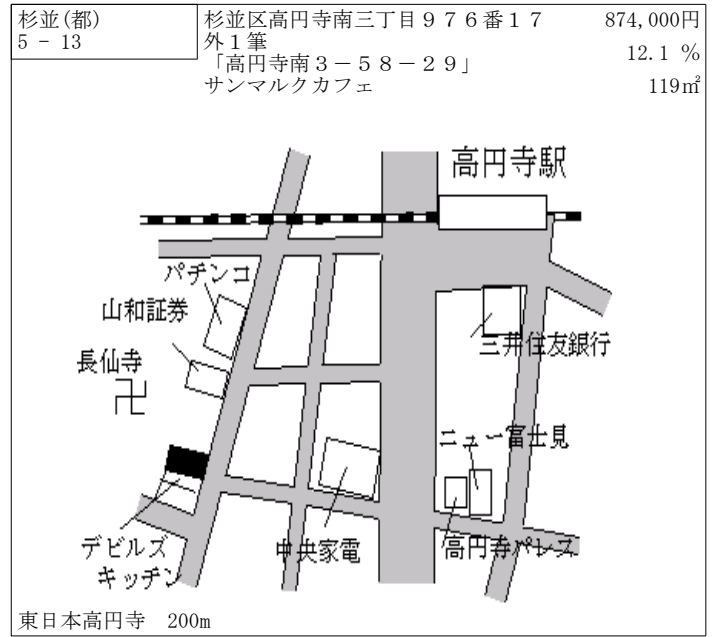 杉並(都)
5 － 13
杉並区高円寺南三丁目９７６番１７
外１筆
「高円寺南３－５８－２９」
サンマルクカフェ
874,000円
12.1 %
119㎡
高円寺駅
パチンコ
山和証券
長仙寺
卍
三井住友銀行
ニュー富士見
デビルズ
キッチン
中央家電
高円寺パレス
東日本高円寺　200m